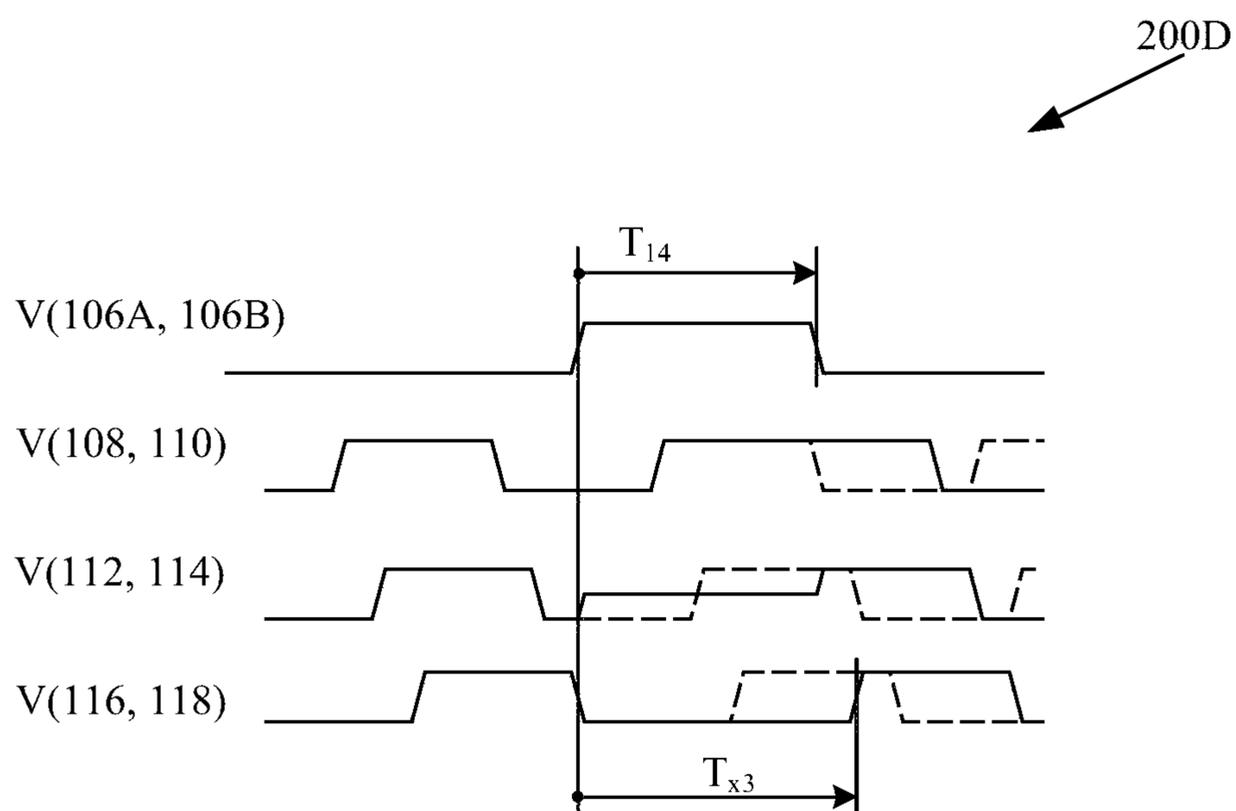 200D
T14
V(106A, 106B)
V(108, 110)
V(112, 114)
V(116, 118)
Tx3